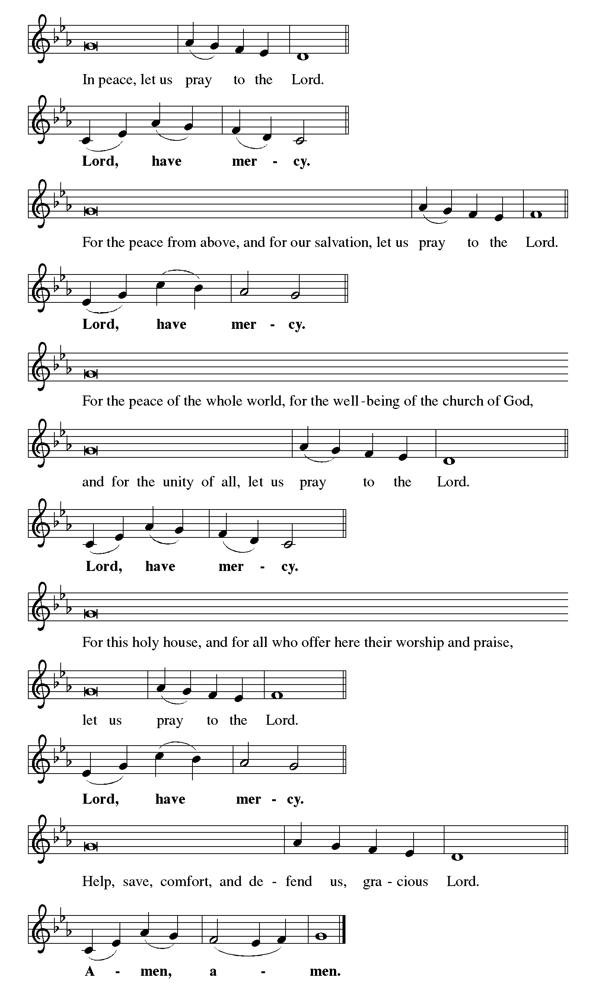 In peace, let us pray to the Lord.
Lord, have mer - cy.
For the peace from above, and for our salvation, let us pray to the Lord.
Lord, have mer - cy.
For the peace of the whole world, for the well-being of the church of God,
and for the unity of all, let us pray to the Lord.
Lord, have mer - cy.
For this holy house, and for all who offer here their worship and praise,
let us pray to the Lord.
Lord, have mer - cy.
Help, save, comfort, and de - fend us, gra - cious Lord.
A - men, a - men.